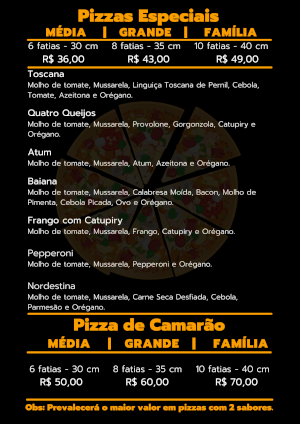 Pizzas Especiais
MÉDIA | GRANDE | FAMÍLIA
6 fatias - 30 cm 8 fatias - 35 cm 10 fatias - 40 cm
R$ 36,00 R$ 43,00 R$ 49,00
Toscana
Molho de tomate, Mussarela, Linguiça Toscana de Pernil, Cebola,
Tomate, Azeitona e Orégano.
Quatro Queijos
Molho de tomate, Mussarela, Provolone, Gorgonzola, Catupiry e
Orégano.
Atum
Molho de tomate, Mussarela, Atum, Azeitona e Orégano.
Baiana
Molho de tomate, Mussarela, Calabresa Moída, Bacon, Molho de
Pimenta, Cebola Picada, Ovo e Orégano.
Frango com Catupiry
Molho de tomate, Mussarela, Frango, Catupiry e Orégano.
Pepperoni
Molho de tomate, Mussarela, Pepperoni e Orégano.
Nordestina
Molho de tomate, Mussarela, Carne Seca Desfiada, Cebola,
Parmesão e Orégano.
Pizza de Camarão
MÉDIA | GRANDE | FAMÍLIA
6 fatias - 30 cm 8 fatias - 35 cm 10 fatias - 40 cm
R$ 50,00 R$ 60,00 R$ 70,00
Obs: Prevalecerá o maior valor em pizzas com 2 sabores.